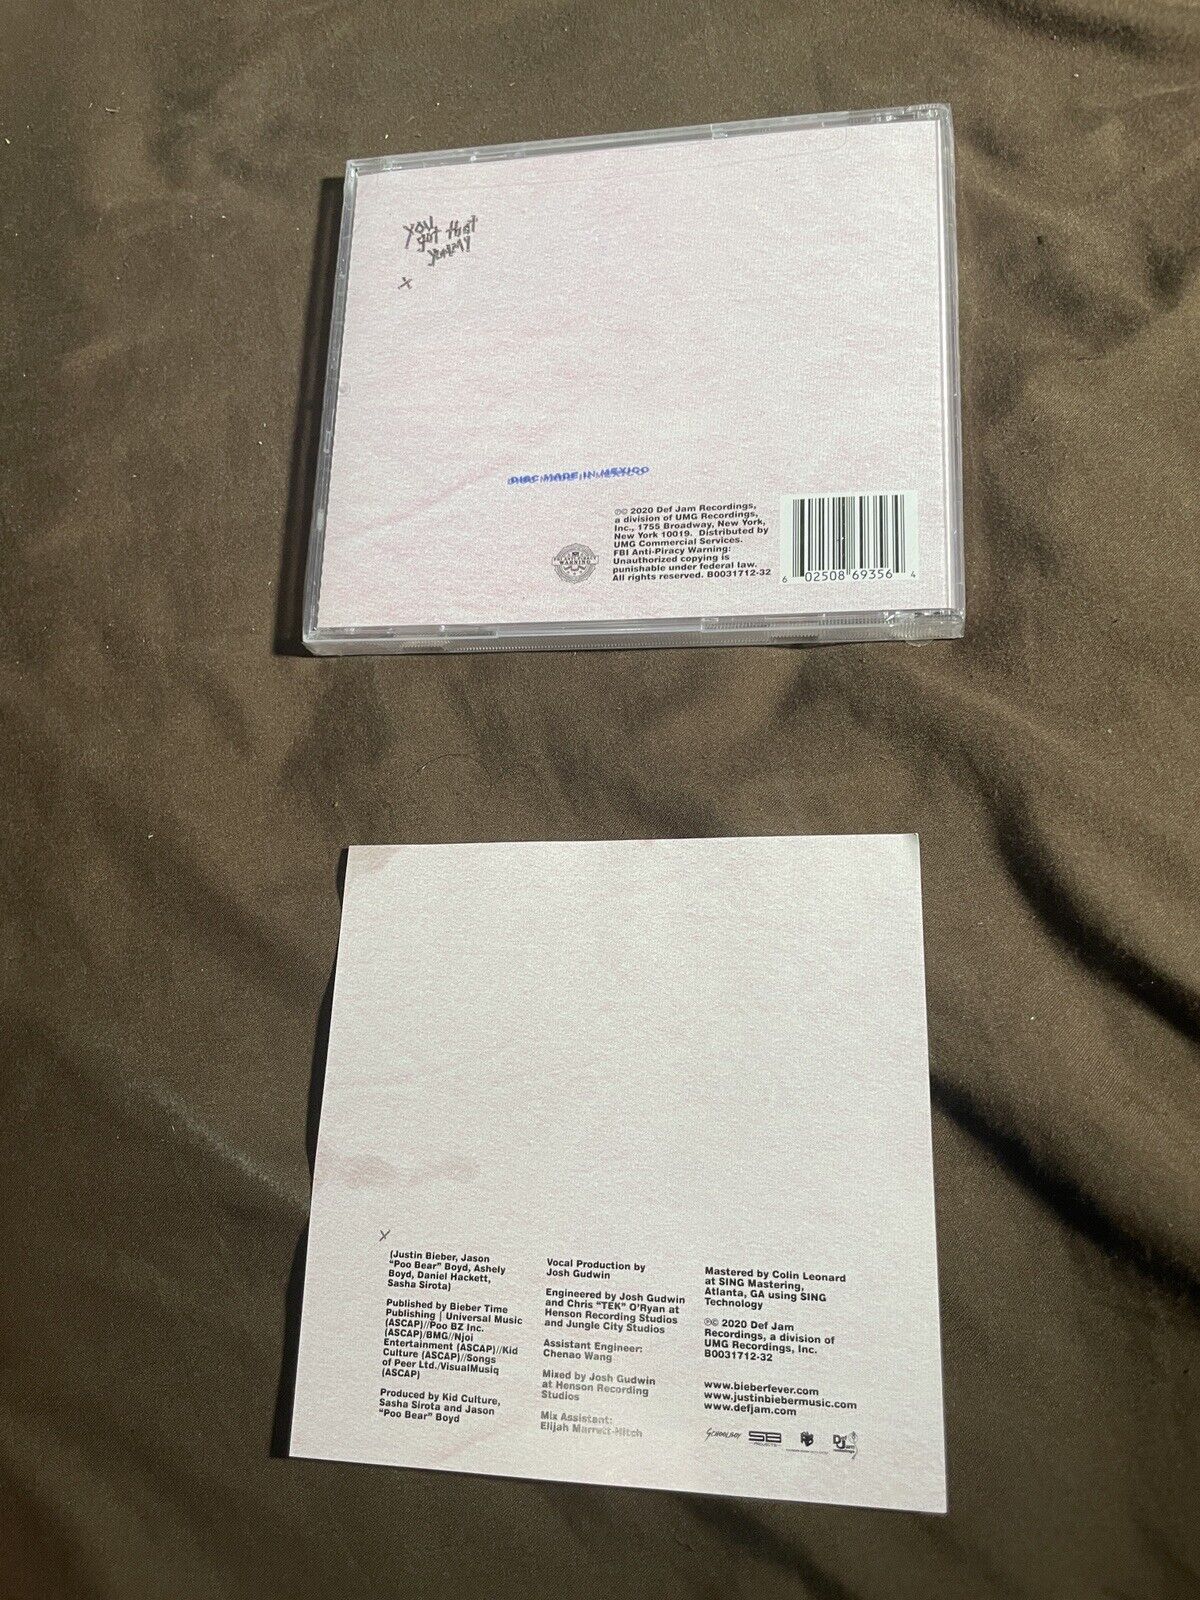 DISC MADE IN MEXICO
℗© 2020 Def Jam Recordings,
a division of UMG Recordings,
Inc., 1755 Broadway, New York,
New York 10019. Distributed by
UMG Commercial Services.
FBI Anti-Piracy Warning:
Unauthorized copying is
punishable under federal law.
All rights reserved. B0031712-32
6 02508 69356 4
x
x
(Justin Bieber, Jason
"Poo Bear" Boyd, Ashely
Boyd, Daniel Hackett,
Sasha Sirota)
Published by Bieber Time
Publishing | Universal Music
(ASCAP)//Poo BZ Inc.
(ASCAP)/BMG//Njoi
Entertainment (ASCAP)//Kid
Culture (ASCAP)//Songs
of Peer Ltd./VisualMusiq
(ASCAP)
Produced by Kid Culture,
Sasha Sirota and Jason
"Poo Bear" Boyd
Vocal Production by
Josh Gudwin
Engineered by Josh Gudwin
and Chris "TEK" O'Ryan at
Henson Recording Studios
and Jungle City Studios
Assistant Engineer:
Chenao Wang
Mixed by Josh Gudwin
at Henson Recording
Studios
Mix Assistant:
Elijah Marrett-Hitch
Mastered by Colin Leonard
at SING Mastering,
Atlanta, GA using SING
Technology
℗© 2020 Def Jam
Recordings, a division of
UMG Recordings, Inc.
B0031712-32
www.bieberfever.com
www.justinbiebermusic.com
www.defjam.com
SCHOOLBOY
SB
PROJECTS
Def Jam
recordings